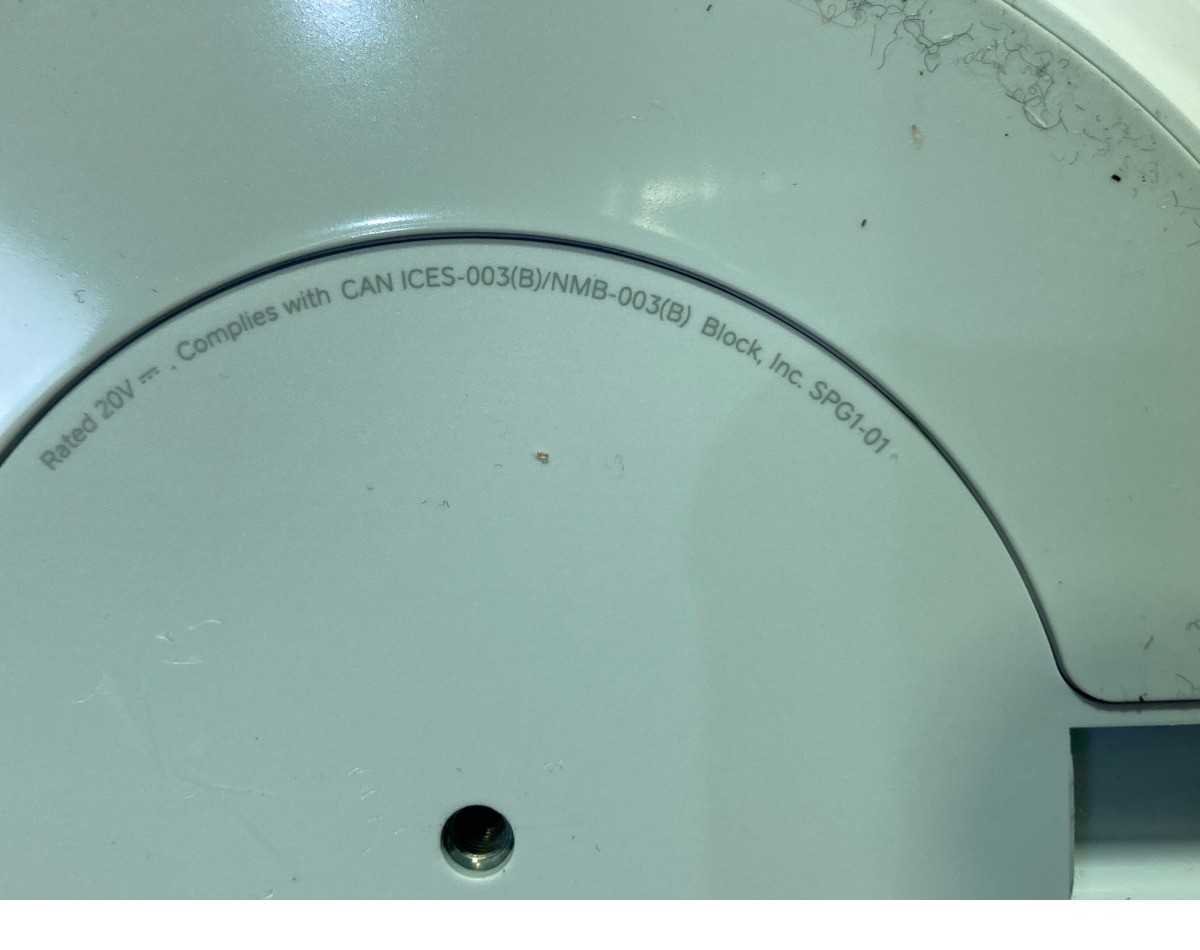 Rated 20V ⎓ . Complies with CAN ICES-003(B)/NMB-003(B) Block, Inc. SPG1-01